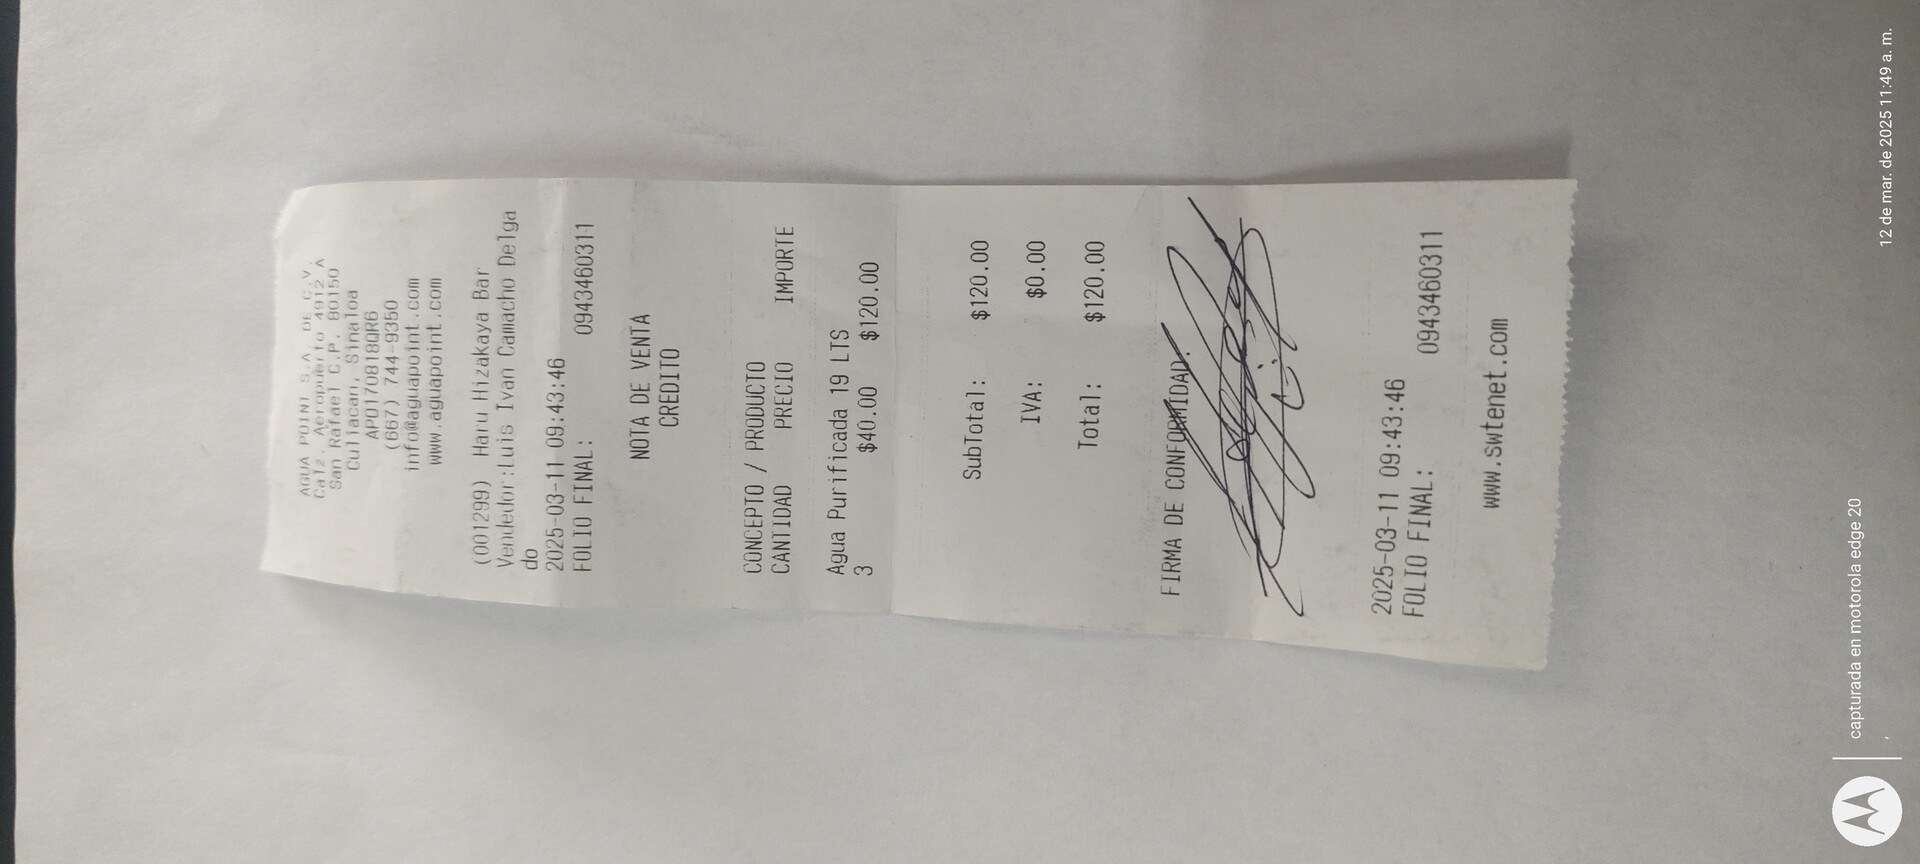 AGUA POINT S.A. DE C.V.
Calz. Aeropuerto 4912 A
San Rafael C.P. 80150
Culiacan, Sinaloa
APO170818QR6
(667) 744-9350
info@aguapoint.com
www.aguapoint.com
(001299) Haru Hizakaya Bar
Vendedor:Luis Ivan Camacho Delga
do
2025-03-11 09:43:46
FOLIO FINAL: 0943460311
NOTA DE VENTA
CREDITO
CONCEPTO / PRODUCTO
CANTIDAD PRECIO IMPORTE
Agua Purificada 19 LTS
3 $40.00 $120.00
SubTotal: $120.00
IVA: $0.00
Total: $120.00
FIRMA DE CONFORMIDAD:
2025-03-11 09:43:46
FOLIO FINAL: 0943460311
www.swtenet.com
capturada en motorola edge 20
12 de mar. de 2025 11:49 a. m.